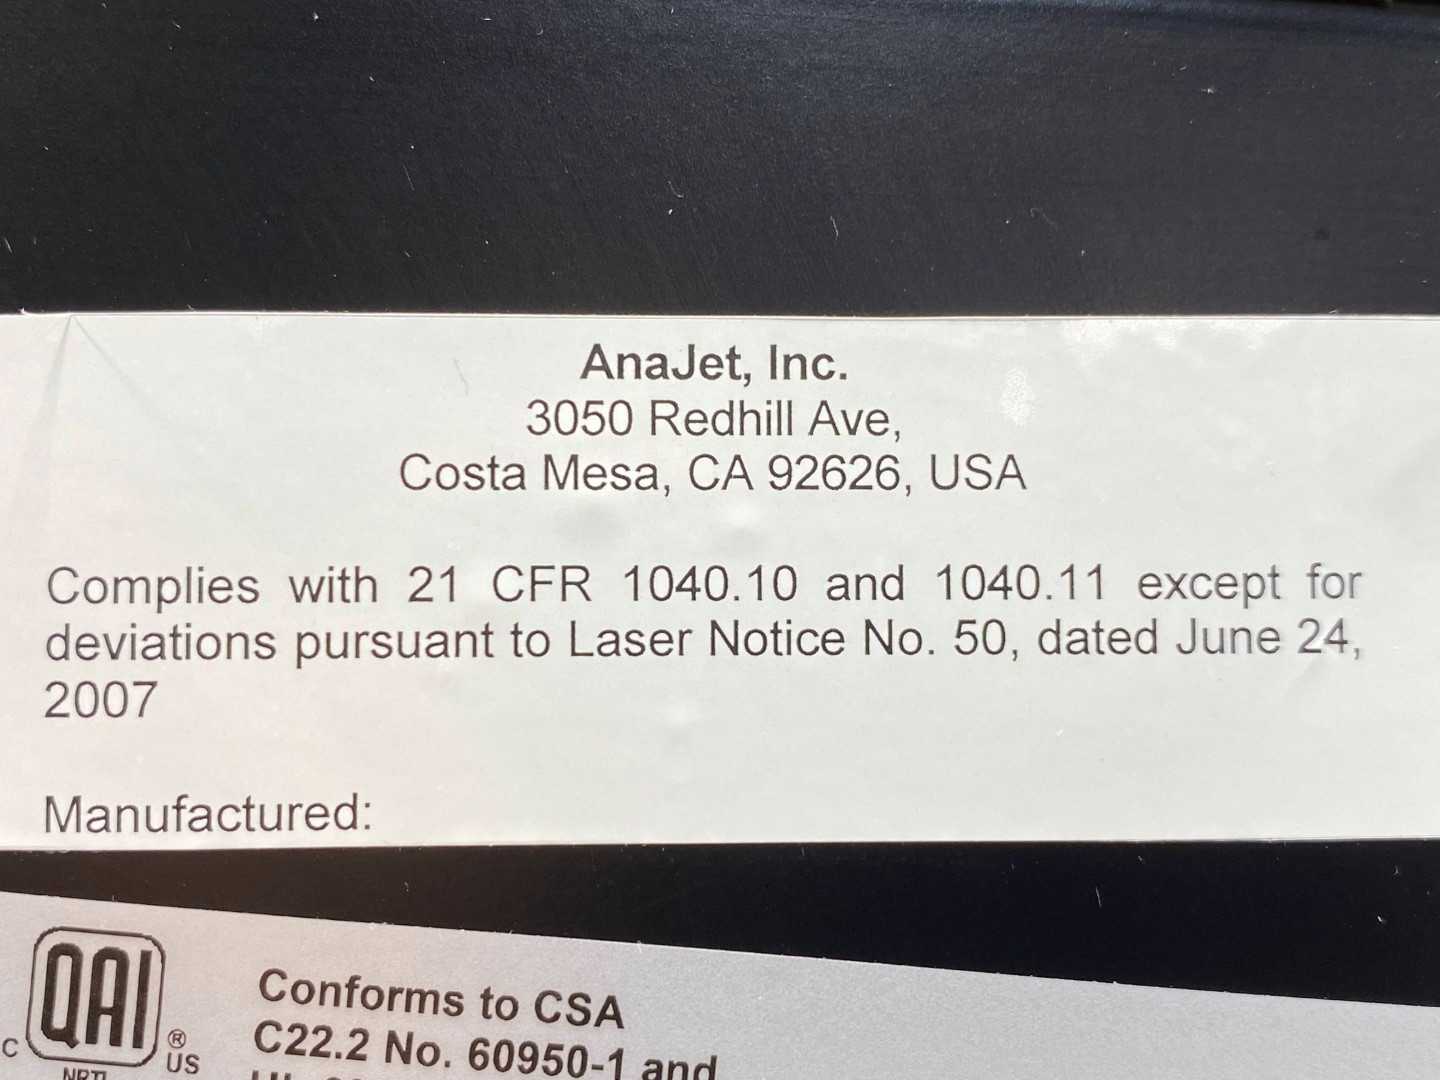 AnaJet, Inc.
3050 Redhill Ave,
Costa Mesa, CA 92626, USA
Complies with 21 CFR 1040.10 and 1040.11 except for
deviations pursuant to Laser Notice No. 50, dated June 24,
2007
Manufactured:
QAI
®
C
US
NRTL
Conforms to CSA
C22.2 No. 60950-1 and